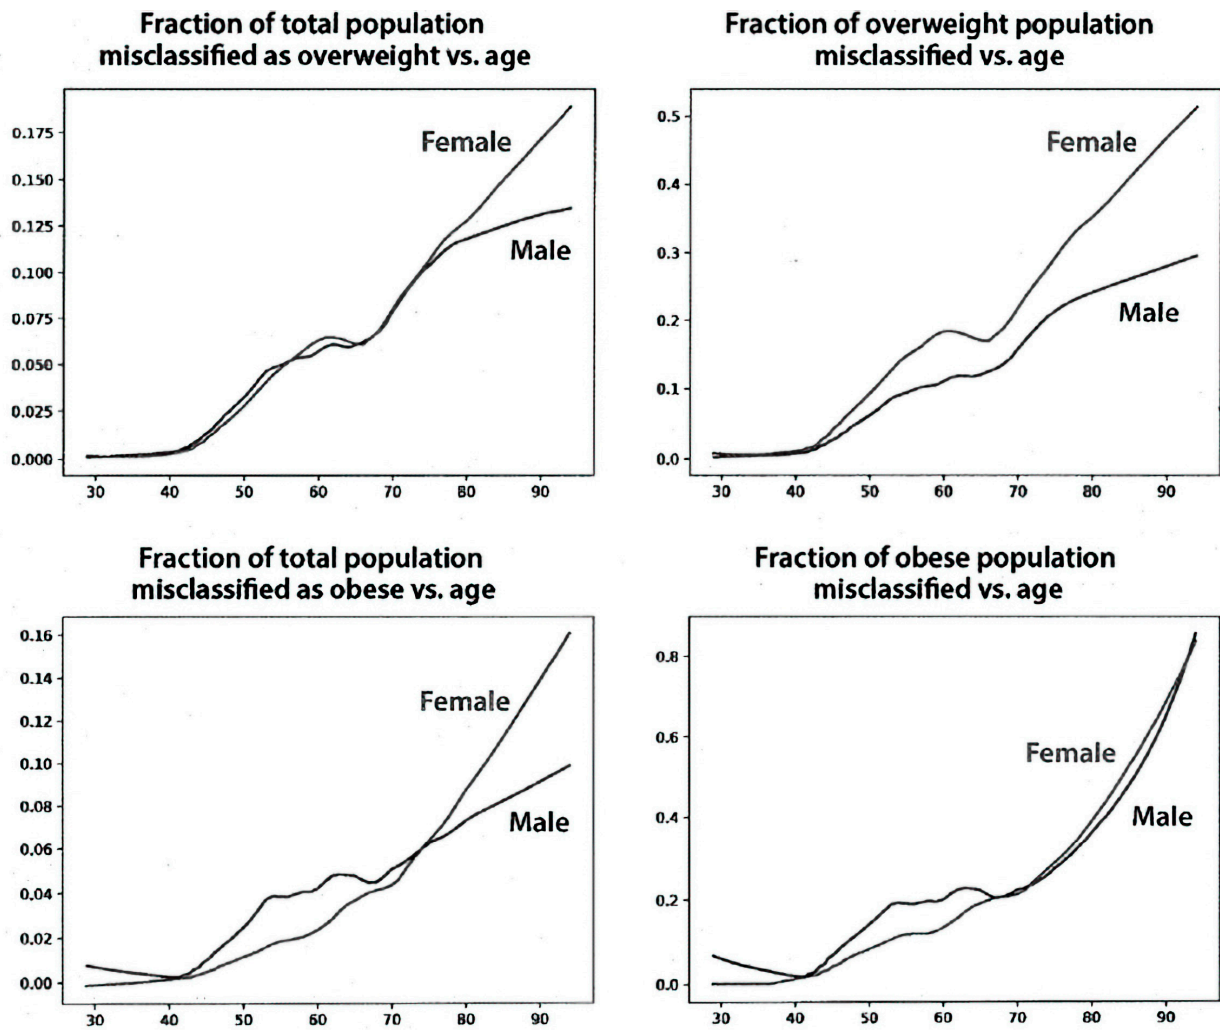 Fraction of total population
misclassified as overweight vs. age
0.175
0.150
0.125
0.100
0.075
0.050
0.025
0.000
30 40 50 60 70 80 90
Female
Male
Fraction of overweight population
misclassified vs. age
0.5
0.4
0.3
0.2
0.1
0.0
30 40 50 60 70 80 90
Female
Male
Fraction of total population
misclassified as obese vs. age
0.16
0.14
0.12
0.10
0.08
0.06
0.04
0.02
0.00
30 40 50 60 70 80 90
Female
Male
Fraction of obese population
misclassified vs. age
0.8
0.6
0.4
0.2
0.0
30 40 50 60 70 80 90
Female
Male